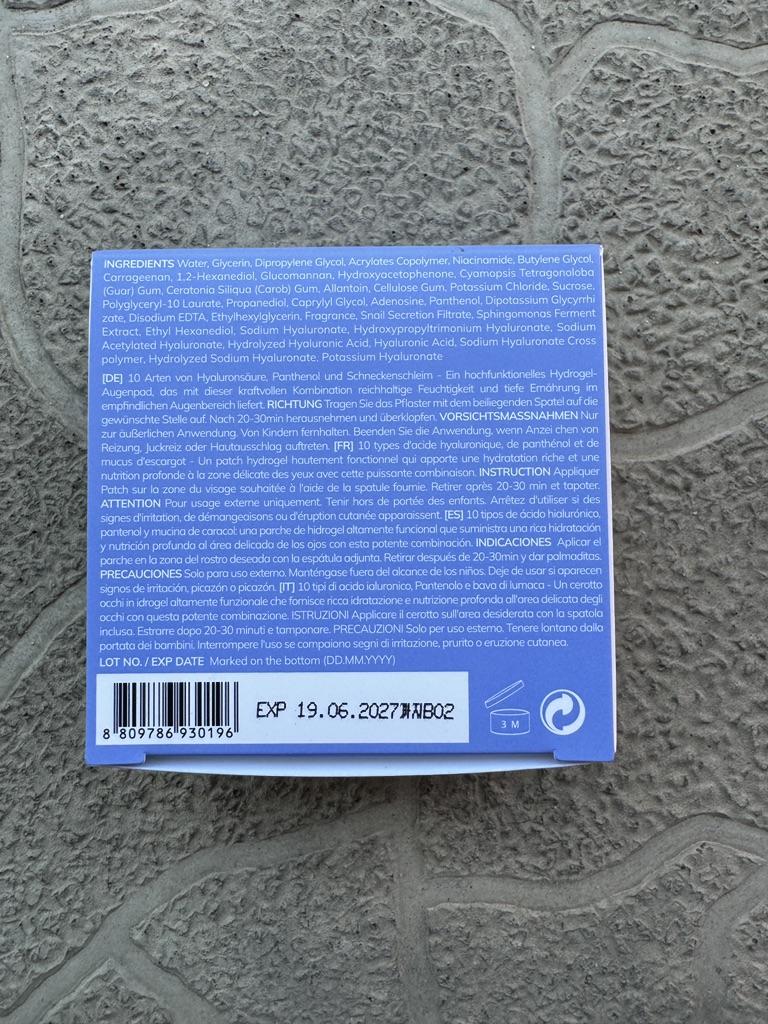 INGREDIENTS Water, Glycerin, Dipropylene Glycol, Acrylates Copolymer, Niacinamide, Butylene Glycol,
Carrageenan, 1,2-Hexanediol, Glucomannan, Hydroxyacetophenone, Cyamopsis Tetragonoloba
(Guar) Gum, Ceratonia Siliqua (Carob) Gum, Allantoin, Cellulose Gum, Potassium Chloride, Sucrose,
Polyglyceryl-10 Laurate, Propanediol, Caprylyl Glycol, Adenosine, Panthenol, Dipotassium Glycyrrhi
zate, Disodium EDTA, Ethylhexylglycerin, Fragrance, Snail Secretion Filtrate, Sphingomonas Ferment
Extract, Ethyl Hexanediol, Sodium Hyaluronate, Hydroxypropyltrimonium Hyaluronate, Sodium
Acetylated Hyaluronate, Hydrolyzed Hyaluronic Acid, Hyaluronic Acid, Sodium Hyaluronate Cross
polymer, Hydrolyzed Sodium Hyaluronate, Potassium Hyaluronate
[DE] 10 Arten von Hyaluronsäure, Panthenol und Schneckenschleim - Ein hochfunktionelles Hydrogel-
Augenpad, das mit dieser kraftvollen Kombination reichhaltige Feuchtigkeit und tiefe Ernährung im
empfindlichen Augenbereich liefert. RICHTUNG Tragen Sie das Pflaster mit dem beiliegenden Spatel auf die
gewünschte Stelle auf. Nach 20-30min herausnehmen und überklopfen. VORSICHTSMASSNAHMEN Nur
zur äußerlichen Anwendung. Von Kindern fernhalten. Beenden Sie die Anwendung, wenn Anzei chen von
Reizung, Juckreiz oder Hautausschlag auftreten. [FR] 10 types d'acide hyaluronique, de panthénol et de
mucus d'escargot - Un patch hydrogel hautement fonctionnel qui apporte une hydratation riche et une
nutrition profonde à la zone délicate des yeux avec cette puissante combinaison. INSTRUCTION Appliquer
Patch sur la zone du visage souhaitée à l'aide de la spatule fournie. Retirer après 20-30 min et tapoter.
ATTENTION Pour usage externe uniquement. Tenir hors de portée des enfants. Arrêtez d'utiliser si des
signes d'irritation, de démangeaisons ou d'éruption cutanée apparaissent. [ES] 10 tipos de ácido hialurónico,
pantenol y mucina de caracol: una parche de hidrogel altamente funcional que suministra una rica hidratación
y nutrición profunda al área delicada de los ojos con esta potente combinación. INDICACIONES Aplicar el
parche en la zona del rostro deseada con la espátula adjunta. Retirar después de 20-30min y dar palmaditas.
PRECAUCIONES Solo para uso externo. Manténgase fuera del alcance de los niños. Deje de usar si aparecen
signos de irritación, picazón o picazón. [IT] 10 tipi di acido ialuronico, Pantenolo e bava di lumaca - Un cerotto
occhi in idrogel altamente funzionale che fornisce ricca idratazione e nutrizione profonda all'area delicata degli
occhi con questa potente combinazione. ISTRUZIONI Applicare il cerotto sull'area desiderata con la spatola
inclusa. Estrarre dopo 20-30 minuti e tamponare. PRECAUZIONI Solo per uso esterno. Tenere lontano dalla
portata dei bambini. Interrompere l'uso se compaiono segni di irritazione, prurito o eruzione cutanea.
LOT NO. / EXP DATE Marked on the bottom (DD.MM.YYYY)
EXP 19.06.2027 B02
3 M
8 809786 930196